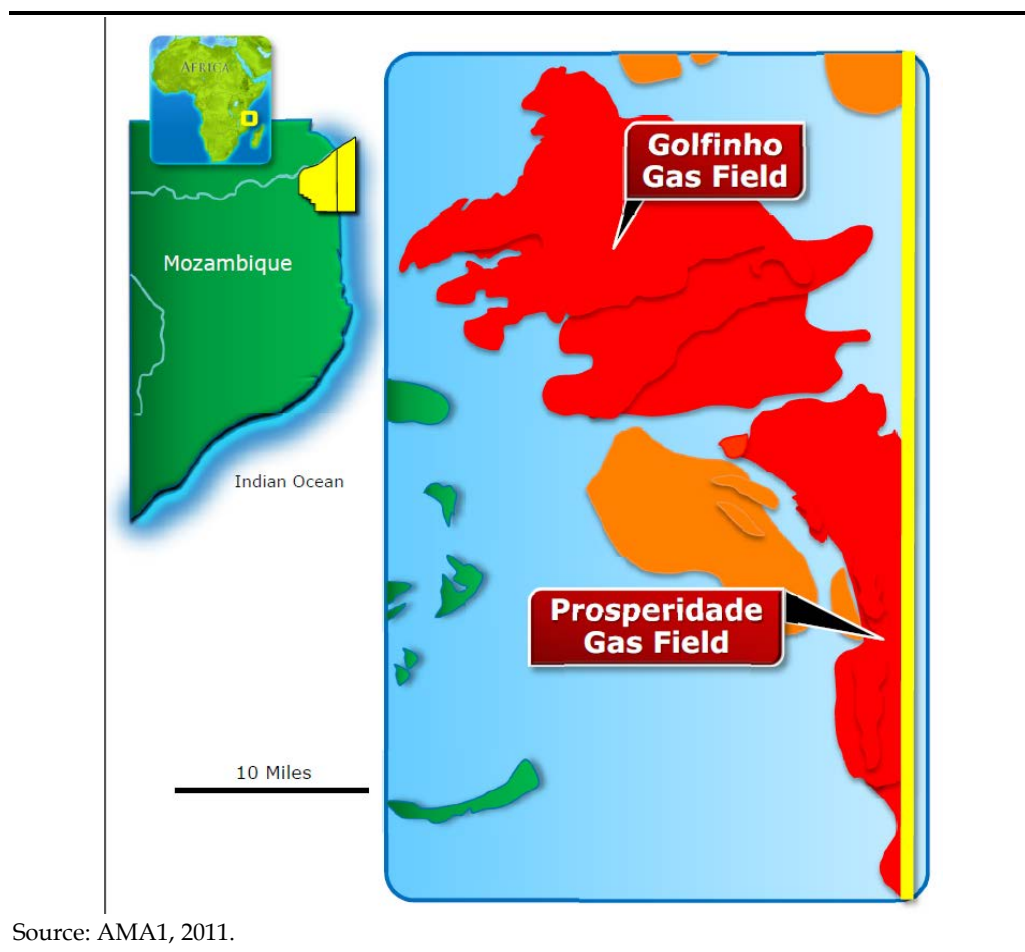 AFRICA
Mozambique
Indian Ocean
10 Miles
Golfinho
Gas Field
Prosperidade
Gas Field
Source: AMA1, 2011.